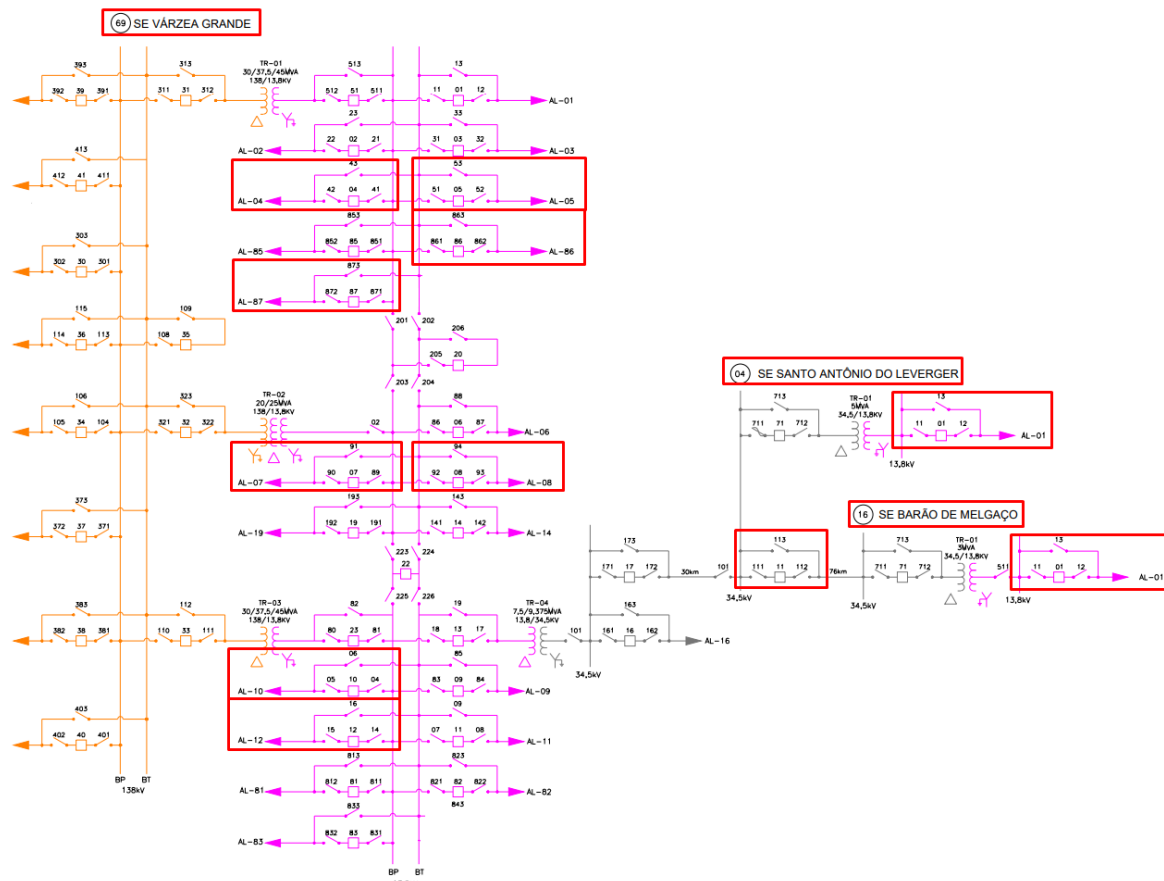 69 SE VÁRZEA GRANDE
393 313 TR-01 513 13
30/37,5/45MVA
138/13,8KV
392 39 391 311 31 312 512 51 511 11 01 12 AL-01
23 33
22 02 21 31 03 32
AL-02 AL-03
413 43 53
412 41 411 42 04 41 51 05 52
AL-04 AL-05
853 863
303 852 85 851 861 86 862
AL-85 AL-86
302 30 301 873
872 87 871
AL-87
115 109 201 202
206
114 36 113 108 35
205 20
203 204
04 SE SANTO ANTÔNIO DO LEVERGER
106 323 TR-02 88 713 TR-01 13
20/25MVA 5MVA
138/13,8KV 34,5/13,8KV
105 34 104 321 32 322 02 86 06 87 AL-06 711 71 712 11 01 12 AL-01
91 94
13,8kV
90 07 89 92 08 93
AL-07 AL-08
373 193 143
16 SE BARÃO DE MELGAÇO
372 37 371 192 19 191 141 14 142
AL-19 AL-14
223 224 173 113 713 TR-01 13
3MVA
34,5/13,8KV
22 171 17 172 30km 101 111 11 112 76km 711 71 712 511 11 01 12 AL-01
34,5kV 34,5kV 13,8kV
225 226
383 112 TR-03 82 19 TR-04 163
30/37,5/45MVA 7,5/9,375MVA
138/13,8KV 13,8/34,5KV
382 38 381 110 33 111 80 23 81 18 13 17 101 161 16 162 AL-16
34,5kV
06 85
05 10 04 83 09 84
AL-10 AL-09
403 16 09
402 40 401 15 12 14 07 11 08
AL-12 AL-11
813 823
BP BT 812 81 811 821 82 822
138kV AL-81 843 AL-82
833
832 83 831
AL-83
BP BT